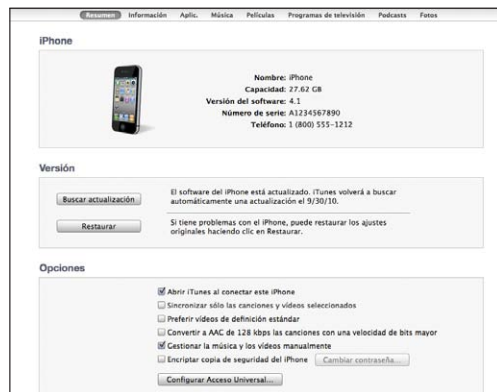 Resumen Información Aplic. Música Películas Programas de televisión Podcasts Fotos
iPhone
Nombre: iPhone
Capacidad: 27.62 GB
Versión del software: 4.1
Número de serie: A1234567890
Teléfono: 1 (800) 555-1212
Versión
Buscar actualización
El software del iPhone está actualizado. iTunes volverá a buscar
automáticamente una actualización el 9/30/10.
Restaurar
Si tiene problemas con el iPhone, puede restaurar los ajustes
originales haciendo clic en Restaurar.
Opciones
Abrir iTunes al conectar este iPhone
Sincronizar sólo las canciones y vídeos seleccionados
Preferir vídeos de definición estándar
Convertir a AAC de 128 kbps las canciones con una velocidad de bits mayor
Gestionar la música y los vídeos manualmente
Encriptar copia de seguridad del iPhone Cambiar contraseña...
Configurar Acceso Universal...